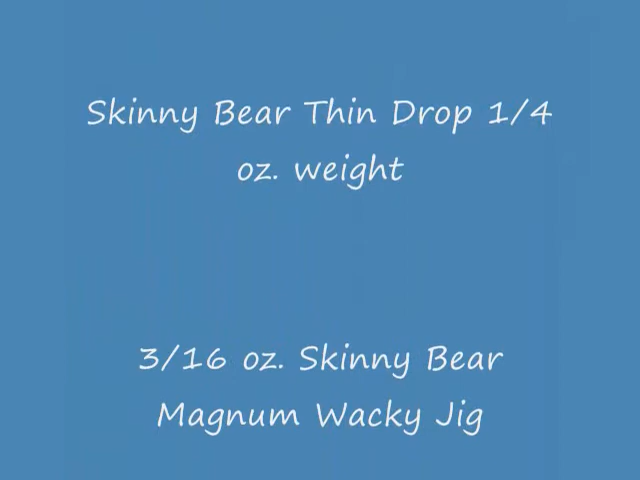 Skinny Bear Thin Drop 1/4
oz. weight
3/16 oz. Skinny Bear
Magnum Wacky Jig